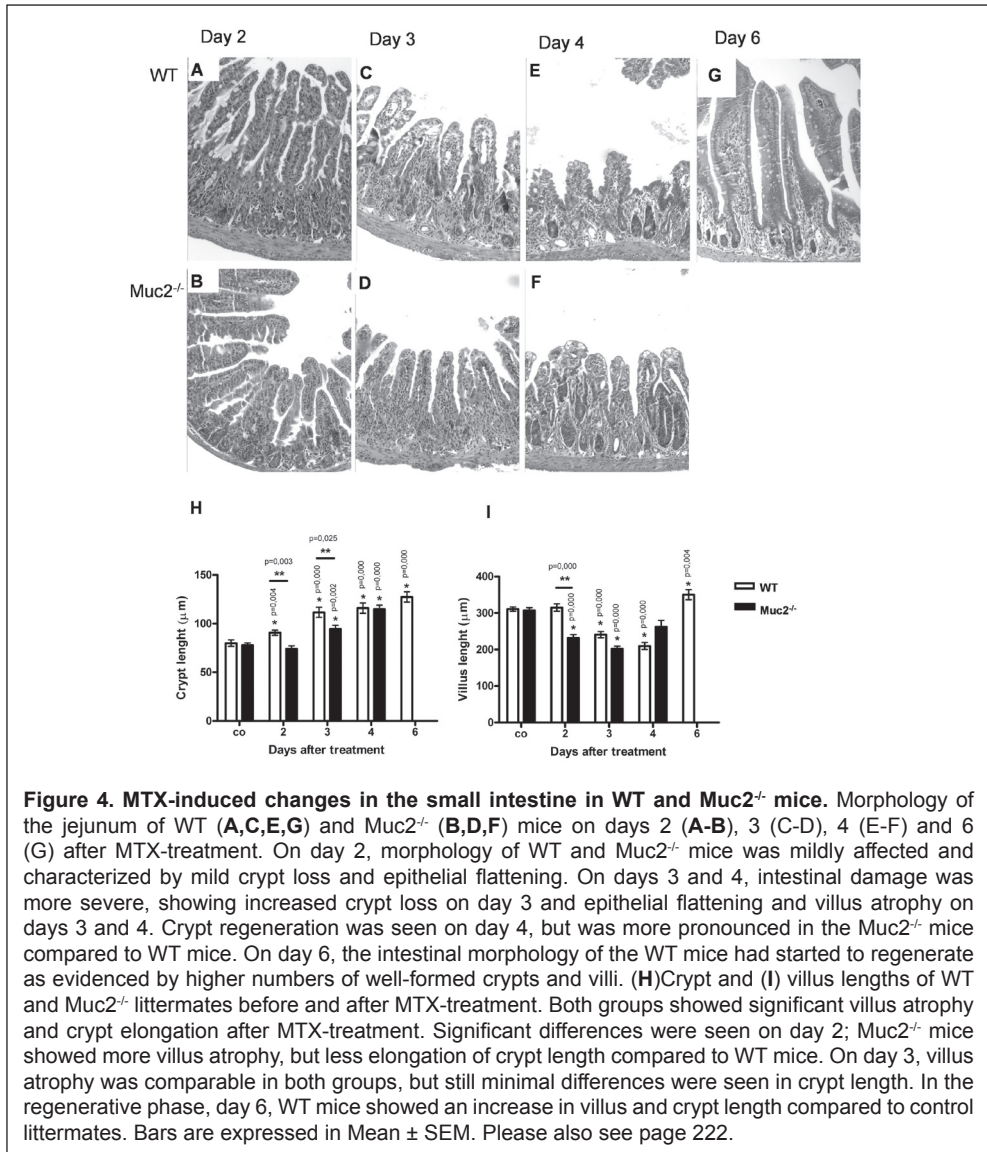 Day 2 Day 3 Day 4 Day 6
WT A C E G
Muc2-/- B D F
H
p=0,003
**
p=0,025
**
* p=0,004
* p=0,000
* p=0,002
* p=0,000
* p=0,000
* p=0,000
150
100
50
0
Crypt lenght (μm)
co 2 3 4 6
Days after treatment
I
p=0,000
**
* p=0,000
* p=0,000
* p=0,000
* p=0,000
* p=0,004
400
300
200
100
0
Villus lenght (μm)
co 2 3 4 6
Days after treatment
WT
Muc2-/-
Figure 4. MTX-induced changes in the small intestine in WT and Muc2-/- mice. Morphology of
the jejunum of WT (A,C,E,G) and Muc2-/- (B,D,F) mice on days 2 (A-B), 3 (C-D), 4 (E-F) and 6
(G) after MTX-treatment. On day 2, morphology of WT and Muc2-/- mice was mildly affected and
characterized by mild crypt loss and epithelial flattening. On days 3 and 4, intestinal damage was
more severe, showing increased crypt loss on day 3 and epithelial flattening and villus atrophy on
days 3 and 4. Crypt regeneration was seen on day 4, but was more pronounced in the Muc2-/- mice
compared to WT mice. On day 6, the intestinal morphology of the WT mice had started to regenerate
as evidenced by higher numbers of well-formed crypts and villi. (H)Crypt and (I) villus lengths of WT
and Muc2-/- littermates before and after MTX-treatment. Both groups showed significant villus atrophy
and crypt elongation after MTX-treatment. Significant differences were seen on day 2; Muc2-/- mice
showed more villus atrophy, but less elongation of crypt length compared to WT mice. On day 3, villus
atrophy was comparable in both groups, but still minimal differences were seen in crypt length. In the
regenerative phase, day 6, WT mice showed an increase in villus and crypt length compared to control
littermates. Bars are expressed in Mean ± SEM. Please also see page 222.